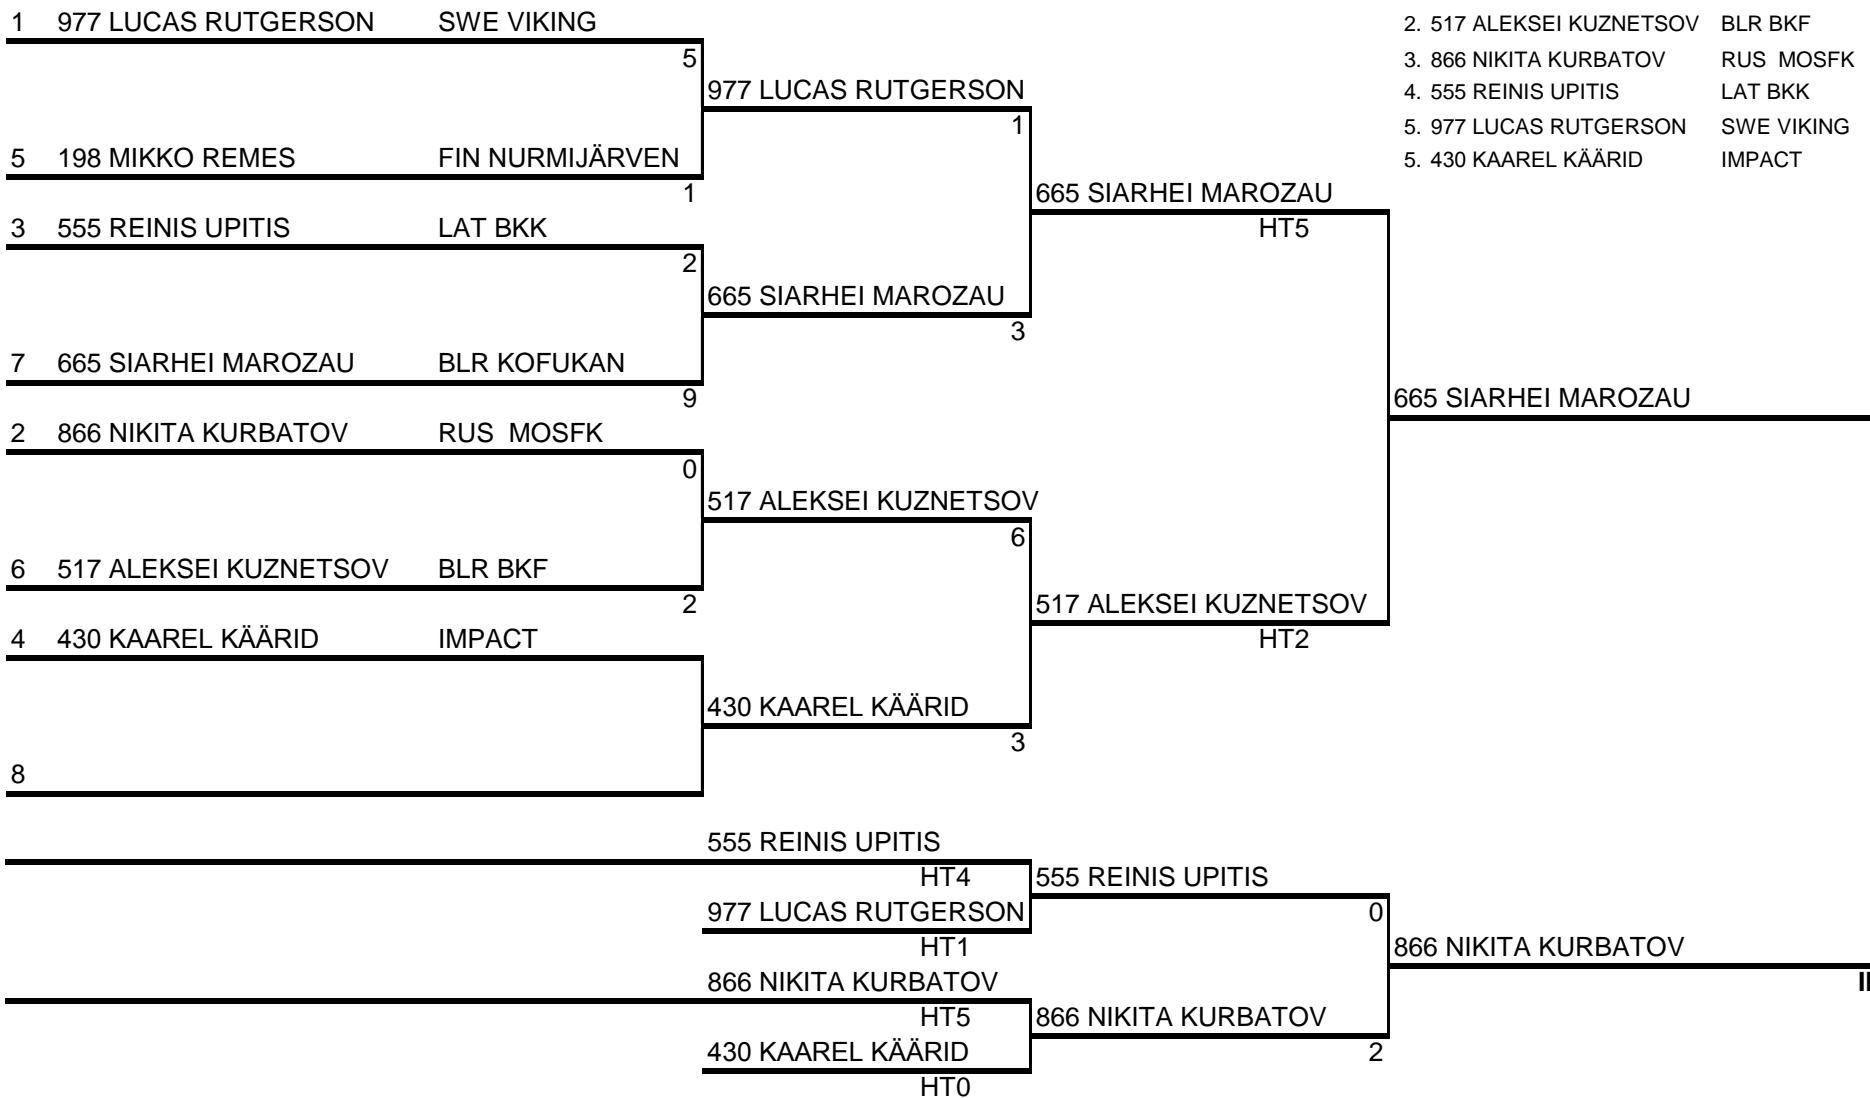 1 977 LUCAS RUTGERSON SWE VIKING
5
5 198 MIKKO REMES FIN NURMIJÄRVEN
1
3 555 REINIS UPITIS LAT BKK
2
7 665 SIARHEI MAROZAU BLR KOFUKAN
9
2 866 NIKITA KURBATOV RUS MOSFK
0
6 517 ALEKSEI KUZNETSOV BLR BKF
2
4 430 KAAREL KÄÄRID IMPACT
8
977 LUCAS RUTGERSON
1
665 SIARHEI MAROZAU
3
517 ALEKSEI KUZNETSOV
6
430 KAAREL KÄÄRID
3
665 SIARHEI MAROZAU
HT5
517 ALEKSEI KUZNETSOV
HT2
665 SIARHEI MAROZAU
2. 517 ALEKSEI KUZNETSOV BLR BKF
3. 866 NIKITA KURBATOV RUS MOSFK
4. 555 REINIS UPITIS LAT BKK
5. 977 LUCAS RUTGERSON SWE VIKING
5. 430 KAAREL KÄÄRID IMPACT
555 REINIS UPITIS
HT4
977 LUCAS RUTGERSON
HT1
866 NIKITA KURBATOV
HT5
430 KAAREL KÄÄRID
HT0
555 REINIS UPITIS
0
866 NIKITA KURBATOV
2
866 NIKITA KURBATOV